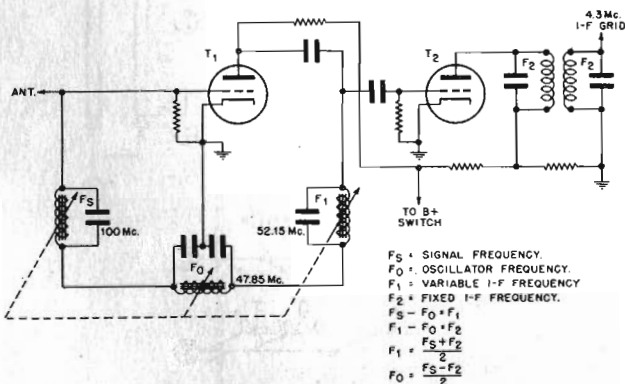 4.3 Mc.
I-F GRID
T1
T2
F2
F2
ANT.
FS
100 Mc.
F1
52.15 Mc.
FO
47.85 Mc.
TO B+
SWITCH
FS = SIGNAL FREQUENCY.
FO = OSCILLATOR FREQUENCY.
F1 = VARIABLE I-F FREQUENCY
F2 = FIXED I-F FREQUENCY.
FS - FO = F1
F1 - FO = F2
F1 = FS+F2
2
FO = FS-F2
2